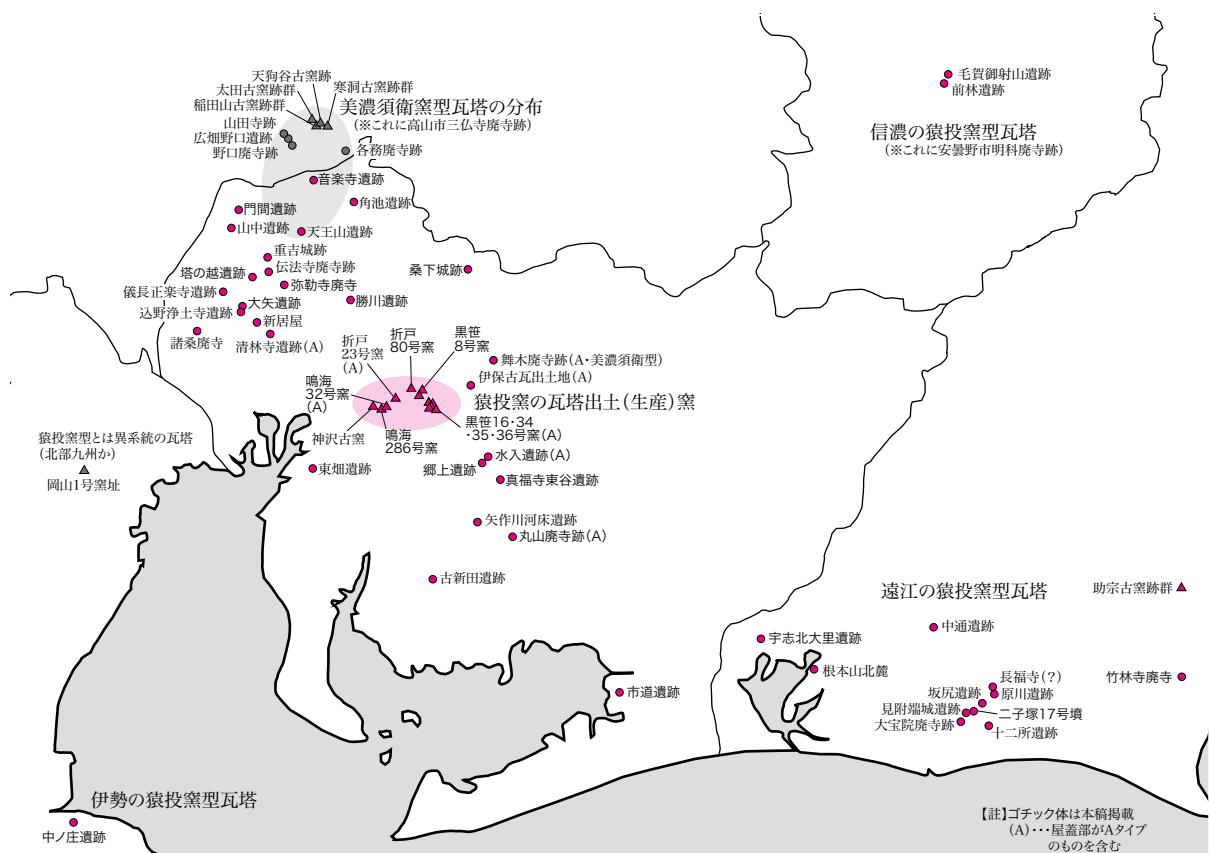 天狗谷古窯跡
太田古窯跡群
寒洞古窯跡群
稲田山古窯跡群
美濃須衛窯型瓦塔の分布
(※これに高山市三仏寺廃寺跡)
山田寺跡
広畑野口遺跡
野口廃寺跡
各務廃寺跡
毛賀御射山遺跡
前林遺跡
信濃の猿投窯型瓦塔
(※これに安曇野市明科廃寺跡)
音楽寺遺跡
角池遺跡
門間遺跡
山中遺跡
天王山遺跡
重吉城跡
伝法寺廃寺跡
塔の越遺跡
弥勒寺廃寺
儀長正楽寺遺跡
大矢遺跡
込野浄土寺遺跡
新居屋
諸桑廃寺
清林寺遺跡(A)
勝川遺跡
桑下城跡
折戸
23号窯
(A)
折戸
80号窯
黒笹
8号窯
舞木廃寺跡(A・美濃須衛型)
伊保古瓦出土地(A)
猿投窯の瓦塔出土(生産)窯
鳴海
32号窯
(A)
神沢古窯
鳴海
286号窯
黒笹16・34
・35・36号窯(A)
猿投窯型とは異系統の瓦塔
(北部九州か)
岡山1号窯址
東畑遺跡
水入遺跡(A)
郷上遺跡
真福寺東谷遺跡
矢作川河床遺跡
丸山廃寺跡(A)
古新田遺跡
遠江の猿投窯型瓦塔
助宗古窯跡群
中通遺跡
宇志北大里遺跡
根本山北麓
長福寺(?)
坂尻遺跡
原川遺跡
見附端城遺跡
二子塚17号墳
大宝院廃寺跡
十二所遺跡
竹林寺廃寺
市道遺跡
伊勢の猿投窯型瓦塔
中ノ庄遺跡
【註】ゴチック体は本稿掲載
(A)・・・屋蓋部がAタイプ
のものを含む